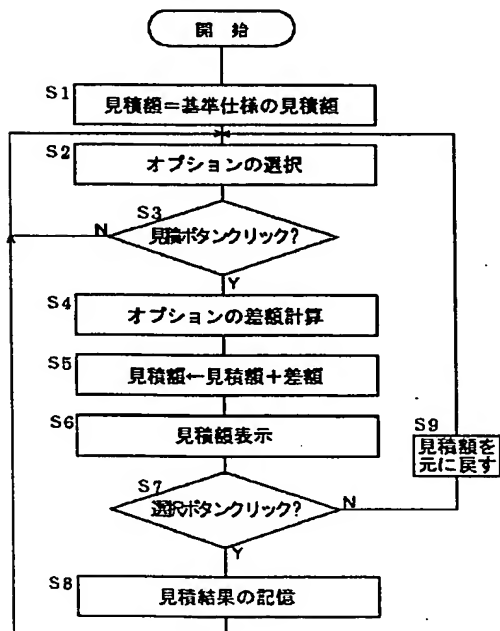 開 始
S1
見積額=基準仕様の見積額
S2
オプションの選択
S3
見積ボタンクリック?
N
Y
S4
オプションの差額計算
S5
見積額←見積額+差額
S6
見積額表示
S9
見積額を
元に戻す
S7
選択ボタンクリック?
N
Y
S8
見積結果の記憶